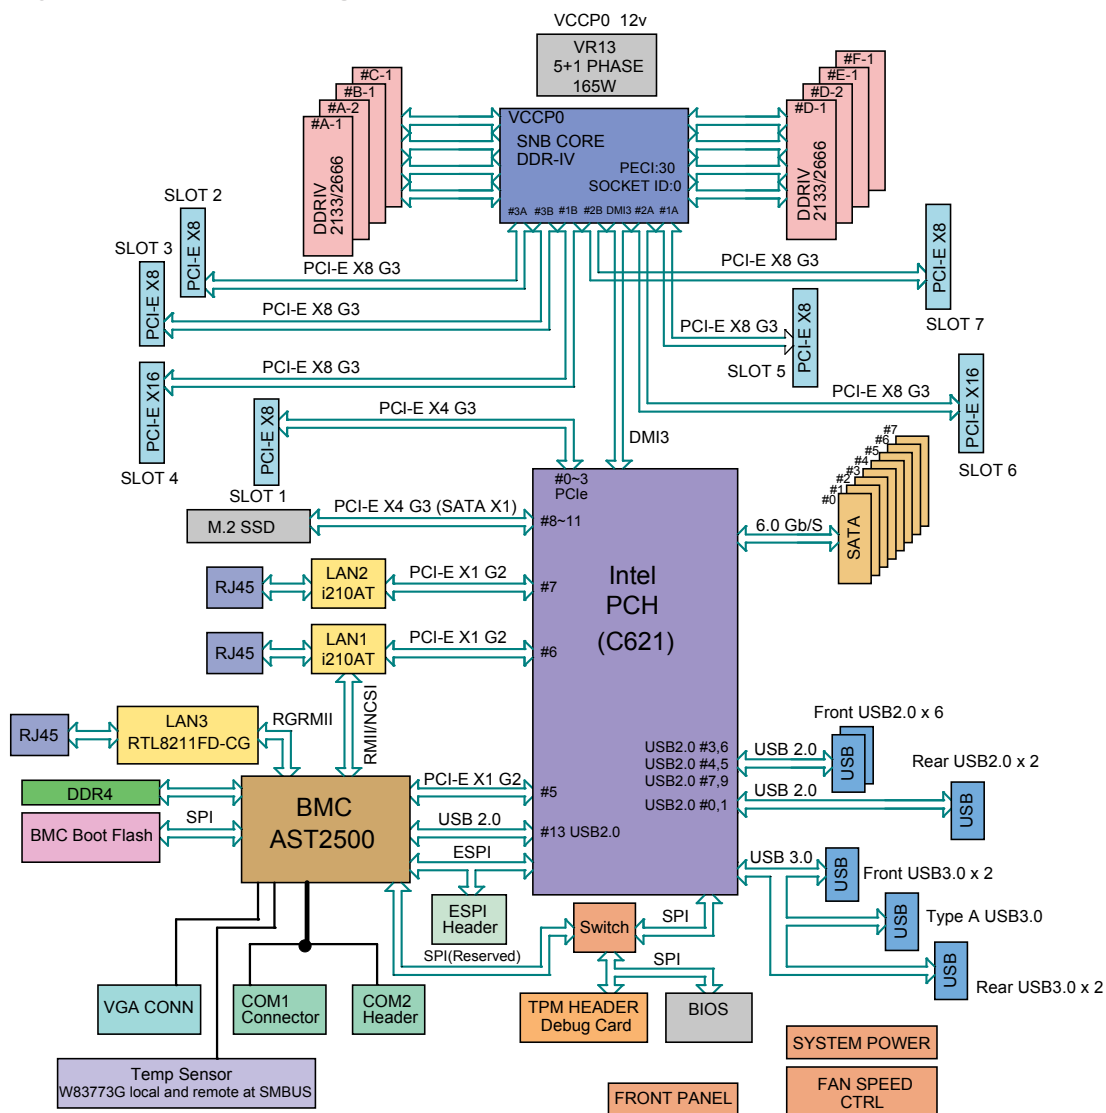 VCCP0 12v
VR13
5+1 PHASE
165W
#C-1
#B-1
#A-2
#A-1
DDRIV
2133/2666
VCCP0
SNB CORE
DDR-IV
PECI:30
SOCKET ID:0
#3A #3B #1B #2B DMI3 #2A #1A
#F-1
#E-1
#D-2
#D-1
DDRIV
2133/2666
SLOT 2
PCI-E X8
PCI-E X8 G3
SLOT 3
PCI-E X8
PCI-E X8 G3
PCI-E X8 G3
PCI-E X8
SLOT 7
PCI-E X8 G3
PCI-E X8
SLOT 5
PCI-E X16
PCI-E X8 G3
SLOT 4
PCI-E X8 G3
PCI-E X16
SLOT 6
PCI-E X8
PCI-E X4 G3
SLOT 1
DMI3
#0~3
PCIe
M.2 SSD
PCI-E X4 G3 (SATA X1)
#8~11
6.0 Gb/S
#7
#6
#5
#4
#3
#2
#1
#0
SATA
Intel
PCH
(C621)
RJ45
LAN2
i210AT
PCI-E X1 G2
#7
RJ45
LAN1
i210AT
PCI-E X1 G2
#6
RMII/NCSI
RJ45
LAN3
RTL8211FD-CG
RGRMII
Front USB2.0 x 6
USB2.0 #3,6
USB2.0 #4,5
USB2.0 #7,9
USB 2.0
USB
Rear USB2.0 x 2
USB2.0 #0,1
USB 2.0
USB
DDR4
BMC Boot Flash
SPI
BMC
AST2500
PCI-E X1 G2
#5
USB 2.0
#13 USB2.0
ESPI
ESPI
Header
USB 3.0
USB
Front USB3.0 x 2
USB
Type A USB3.0
USB
Rear USB3.0 x 2
Switch
SPI
SPI(Reserved)
SPI
TPM HEADER
Debug Card
BIOS
VGA CONN
COM1
Connector
COM2
Header
Temp Sensor
W83773G local and remote at SMBUS
SYSTEM POWER
FRONT PANEL
FAN SPEED
CTRL